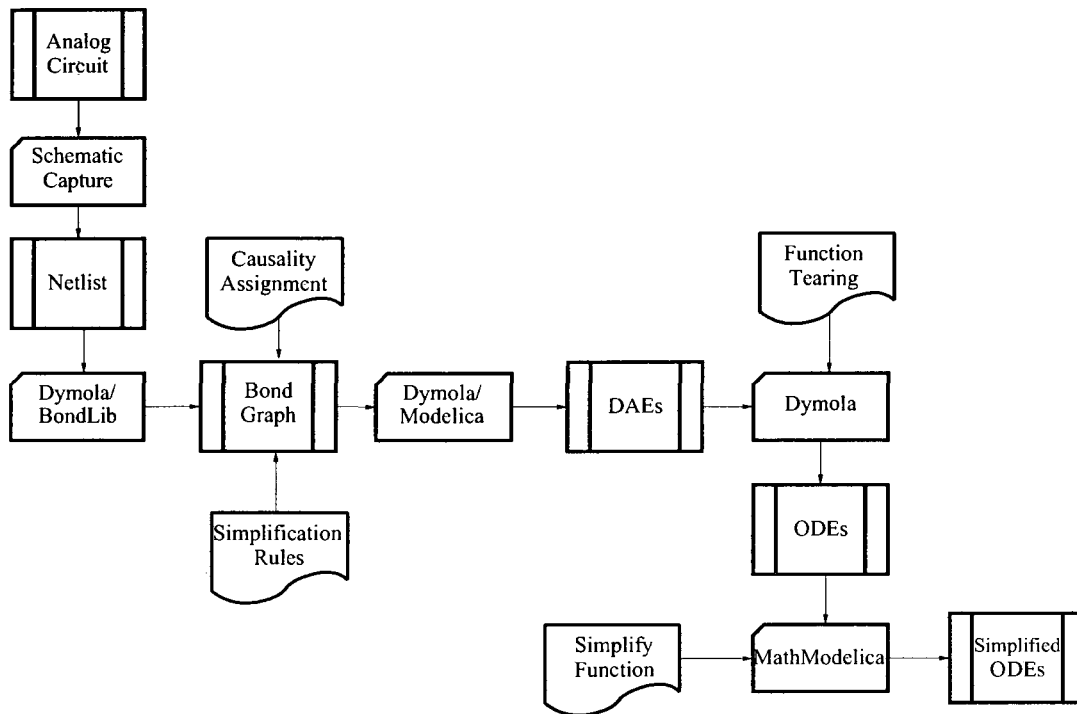 Analog
Circuit
Schematic
Capture
Netlist
Causality
Assignment
Function
Tearing
Dymola/
BondLib
Bond
Graph
Dymola/
Modelica
DAEs
Dymola
Simplification
Rules
ODEs
Simplify
Function
MathModelica
Simplified
ODEs